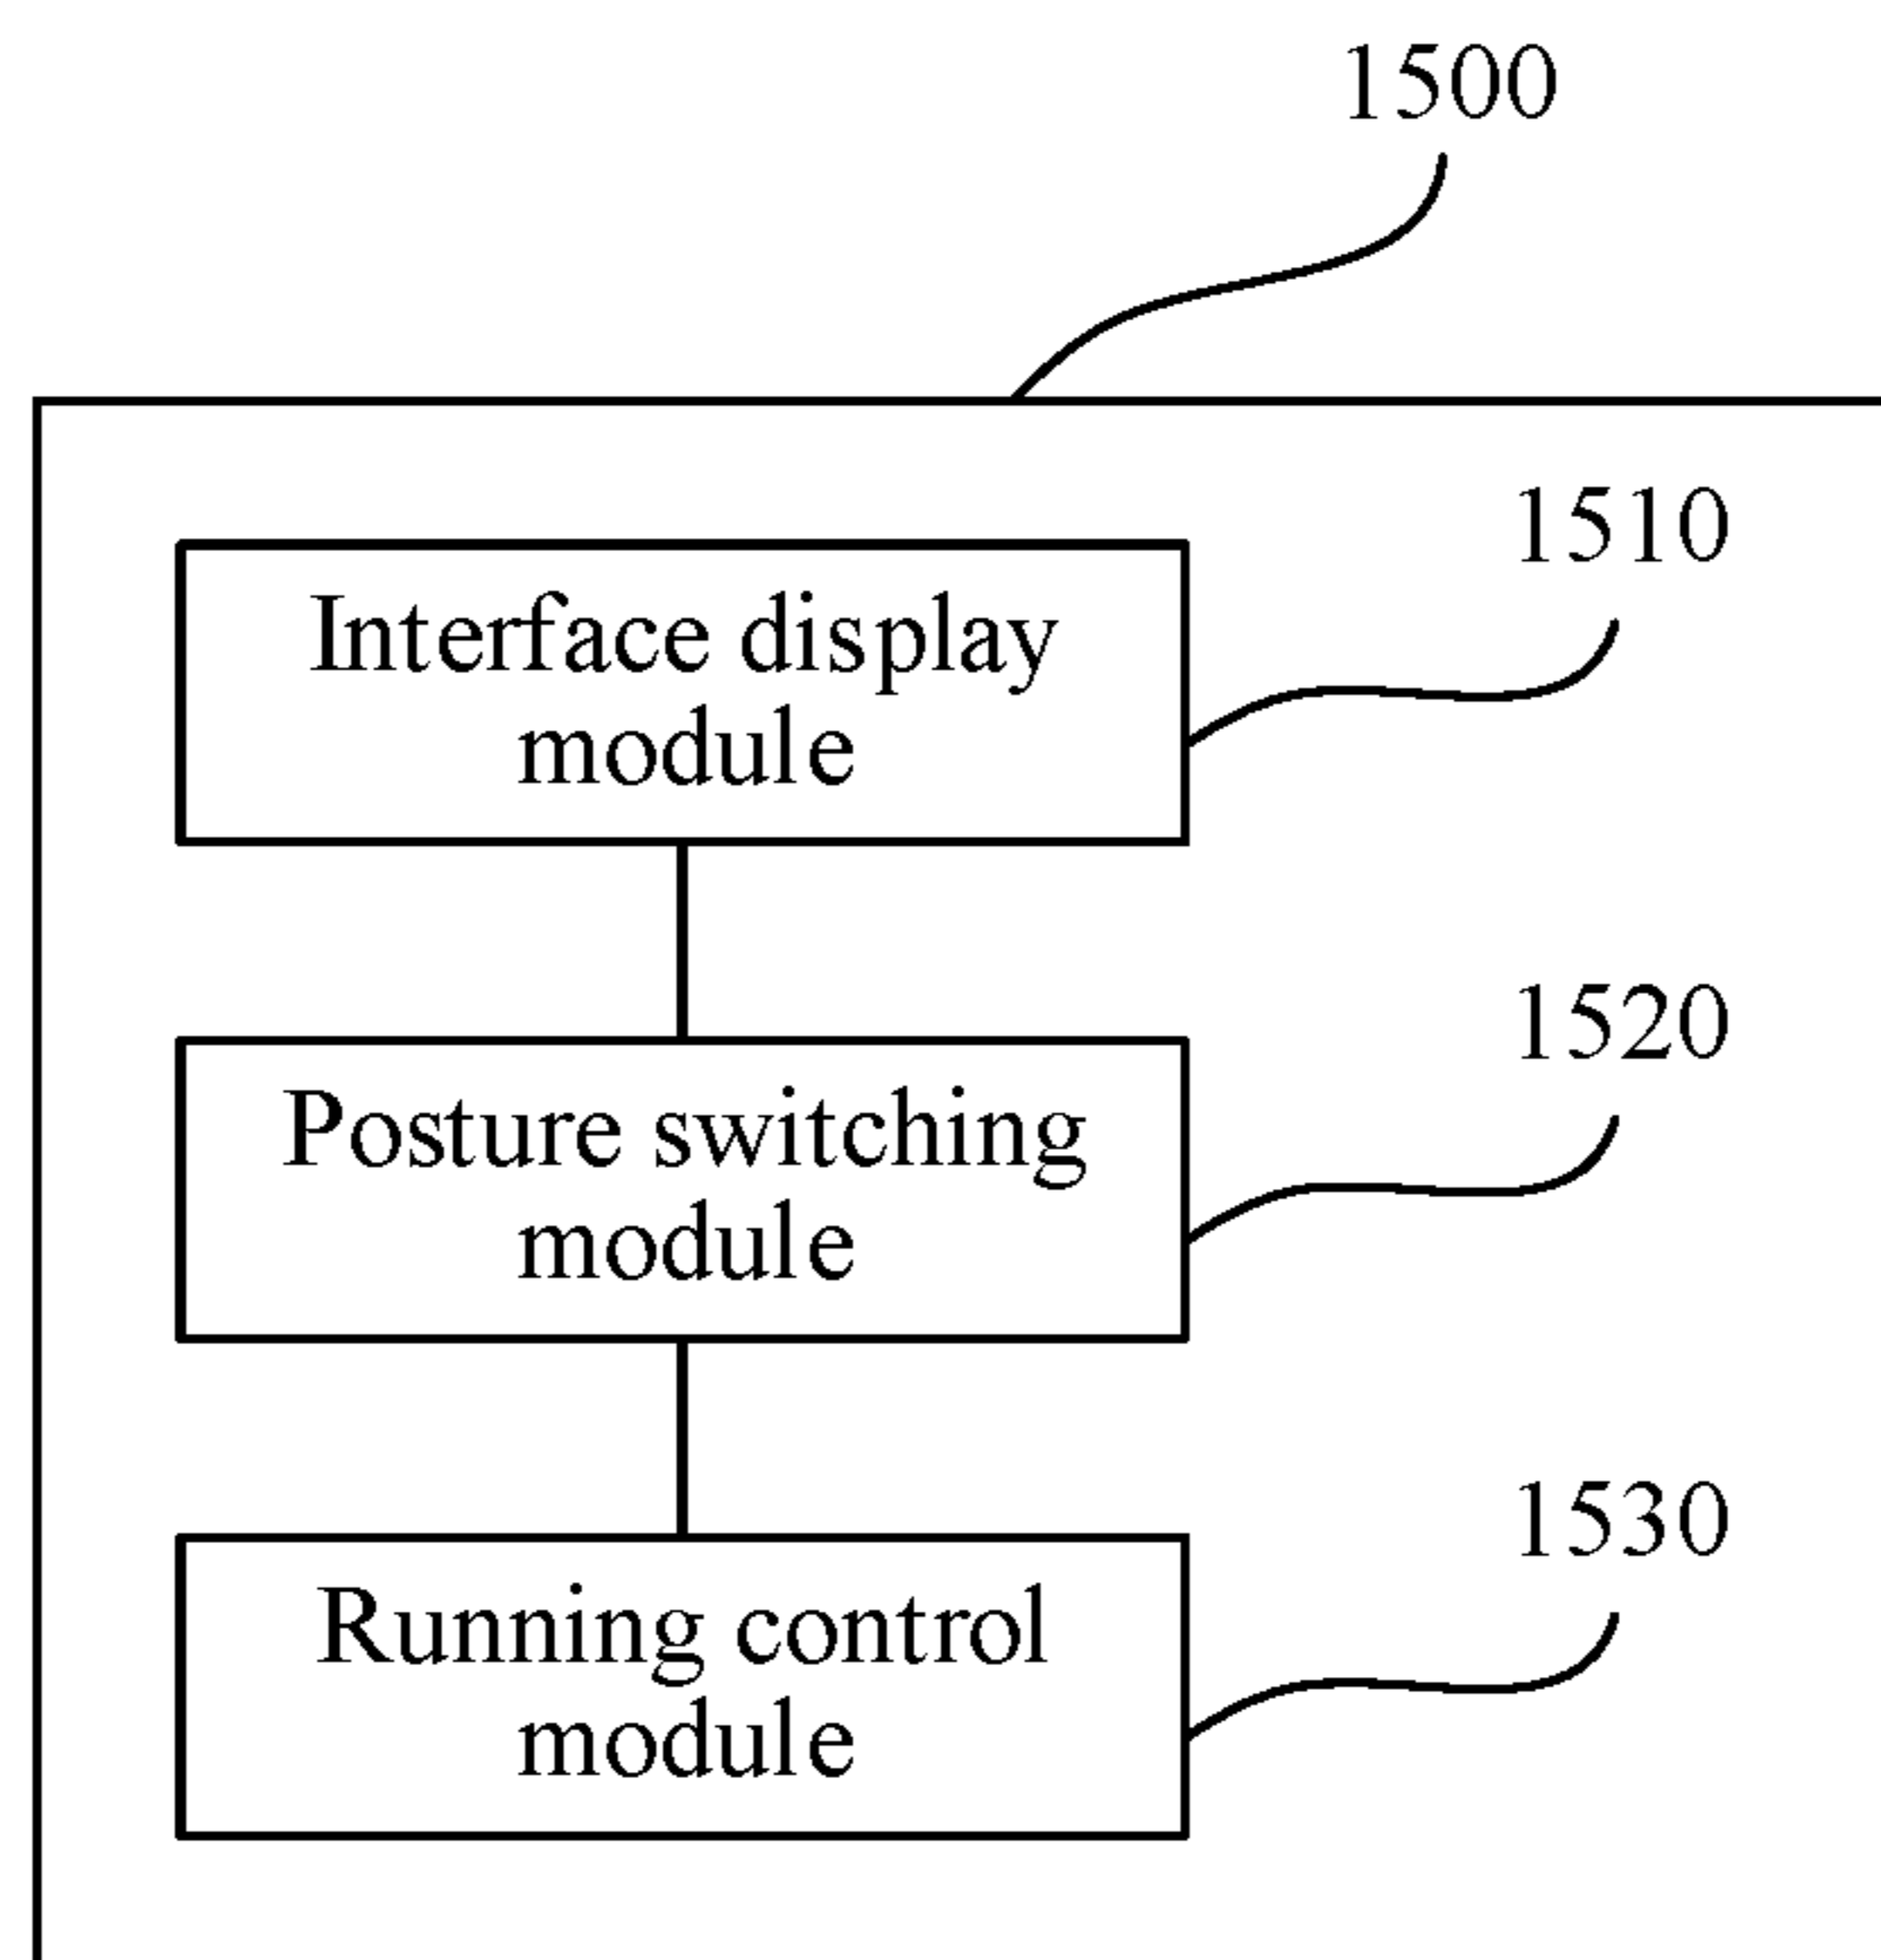 1500
1510
Interface display
module
1520
Posture switching
module
1530
Running control
module